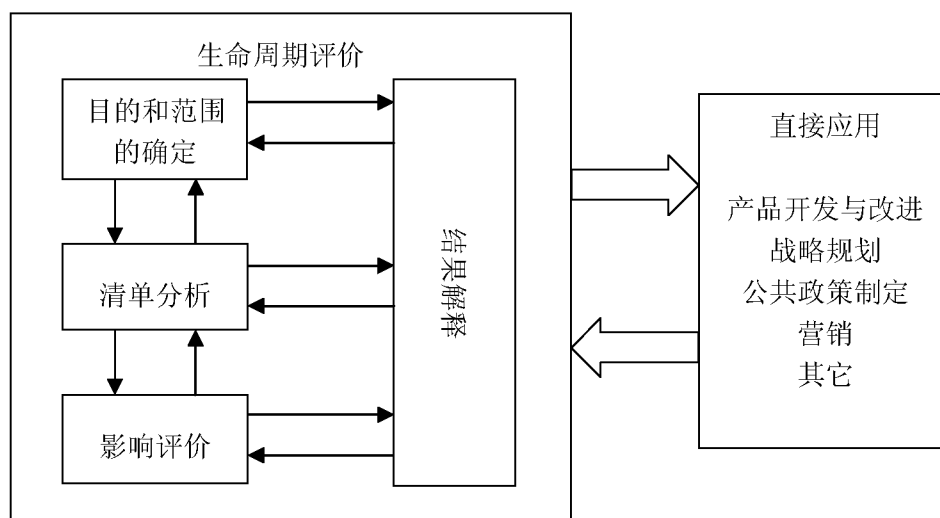 生命周期评价
目的和范围
的确定
清单分析
影响评价
结果解释
直接应用
产品开发与改进
战略规划
公共政策制定
营销
其它